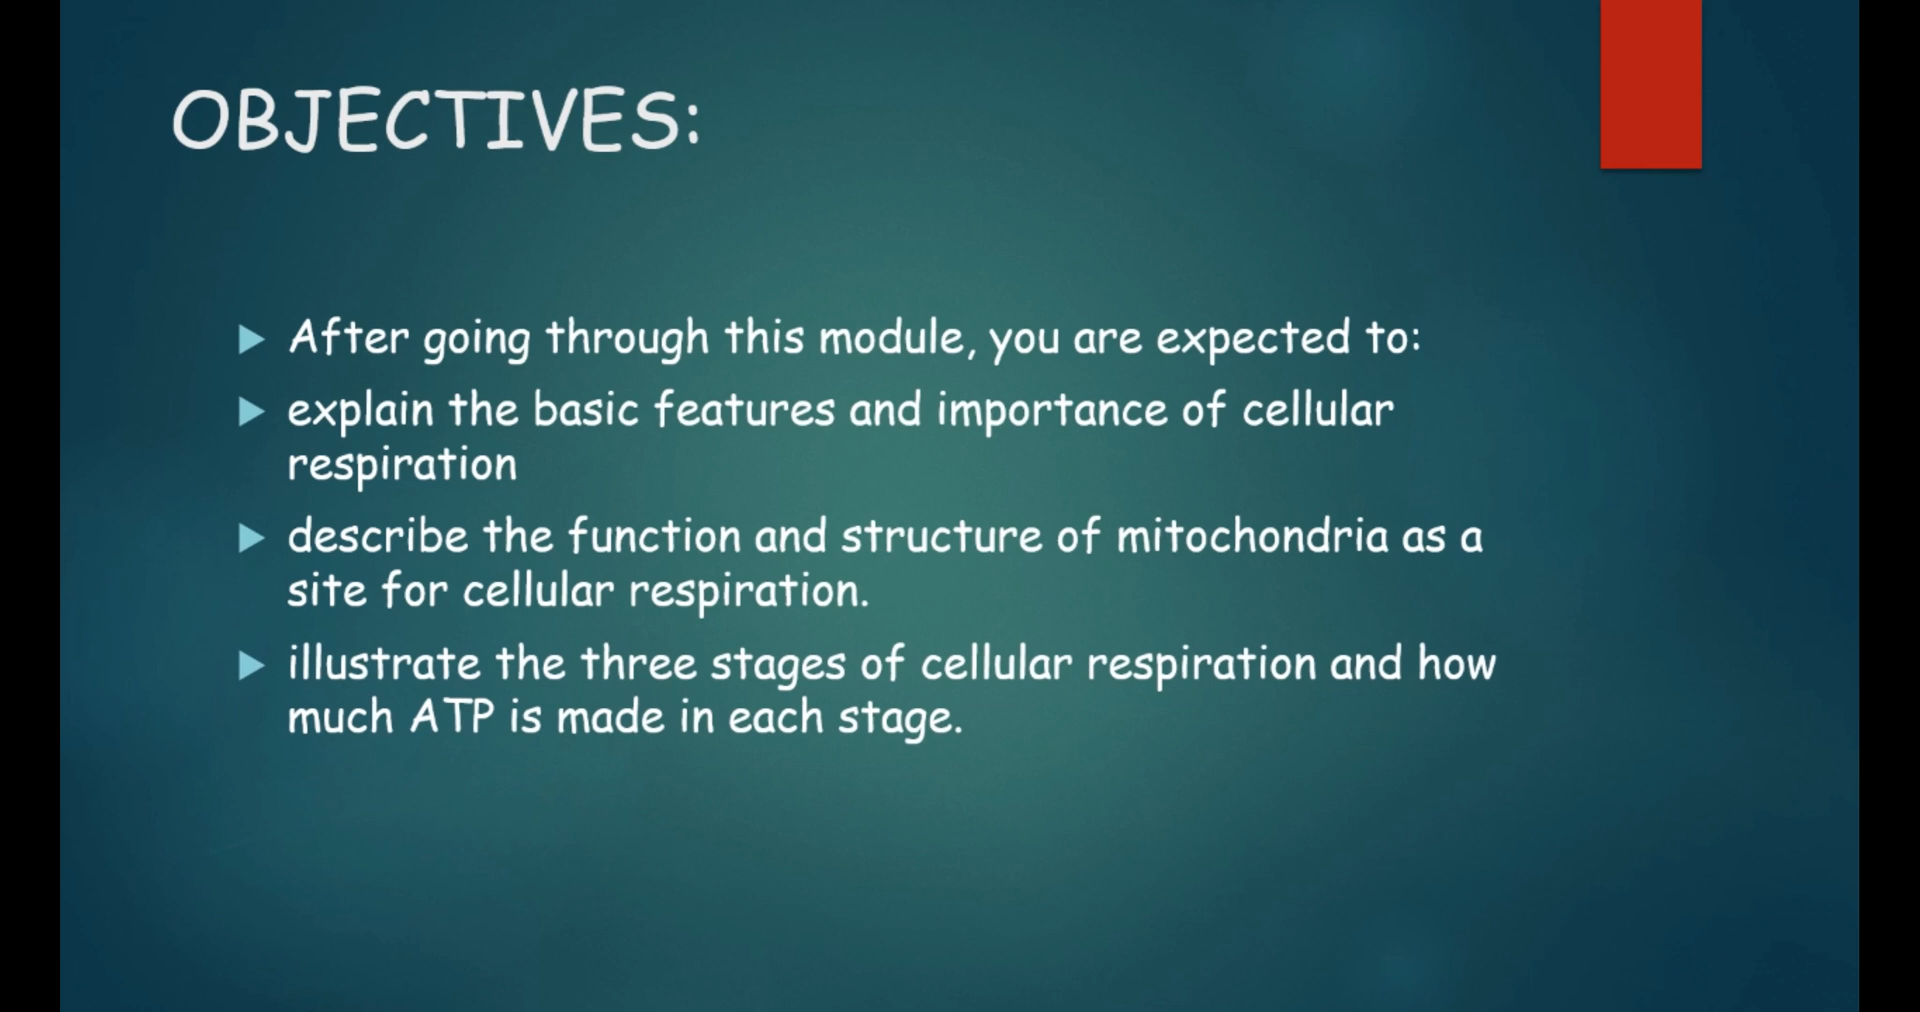 OBJECTIVES:
After going through this module, you are expected to:
explain the basic features and importance of cellular
respiration
describe the function and structure of mitochondria as a
site for cellular respiration.
illustrate the three stages of cellular respiration and how
much ATP is made in each stage.